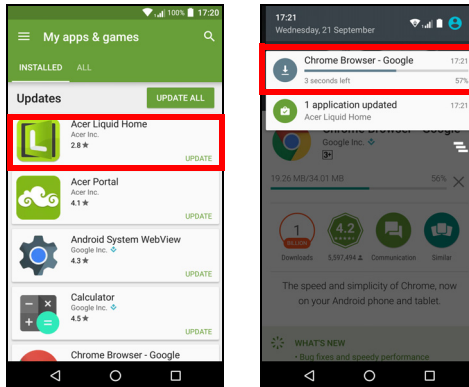 100% 17:20
My apps & games
INSTALLED ALL
Updates UPDATE ALL
Acer Liquid Home
Acer Inc.
2.8 ★
UPDATE
Acer Portal
Acer Inc.
4.1 ★
UPDATE
Android System WebView
Google Inc.
4.3 ★
UPDATE
Calculator
Google Inc.
4.5 ★
UPDATE
Chrome Browser - Google
17:21
Wednesday, 21 September
Chrome Browser - Google 17:21
3 seconds left 57%
1 application updated 17:21
Acer Liquid Home
Chrome Browser - Google
Google Inc.
3+
19.26 MB/34.01 MB 56%
1
BILLION
4.2
Downloads 5,597,494 Communication Similar
The speed and simplicity of Chrome, now
on your Android phone and tablet.
WHAT'S NEW
• Bug fixes and speedy performance